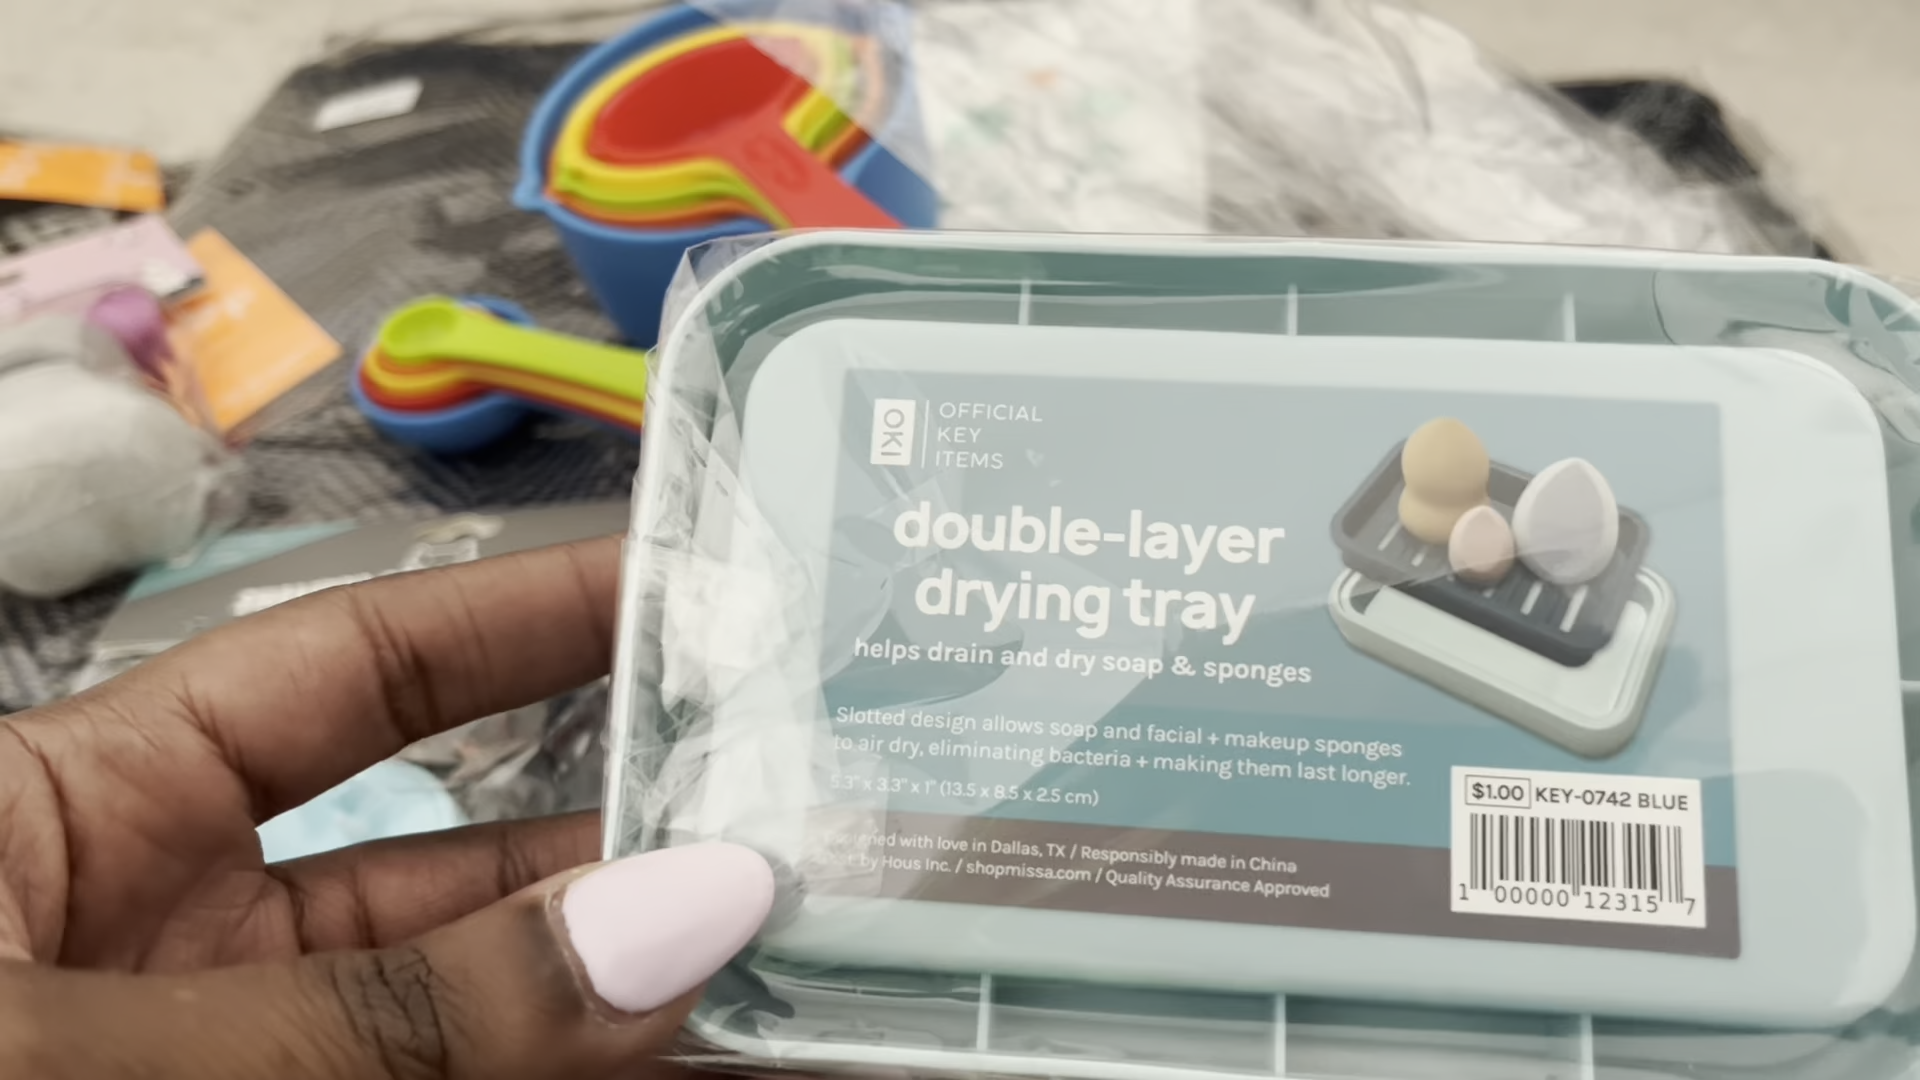 OKI
OFFICIAL
KEY
ITEMS
double-layer
drying tray
helps drain and dry soap & sponges
Slotted design allows soap and facial + makeup sponges
to air dry, eliminating bacteria + making them last longer.
5.3" x 3.3" x 1" (13.5 x 8.5 x 2.5 cm)
with love in Dallas, TX / Responsibly made in China
by Hous Inc. / shopmissa.com / Quality Assurance Approved
$1.00 KEY-0742 BLUE
1 00000 12315 7